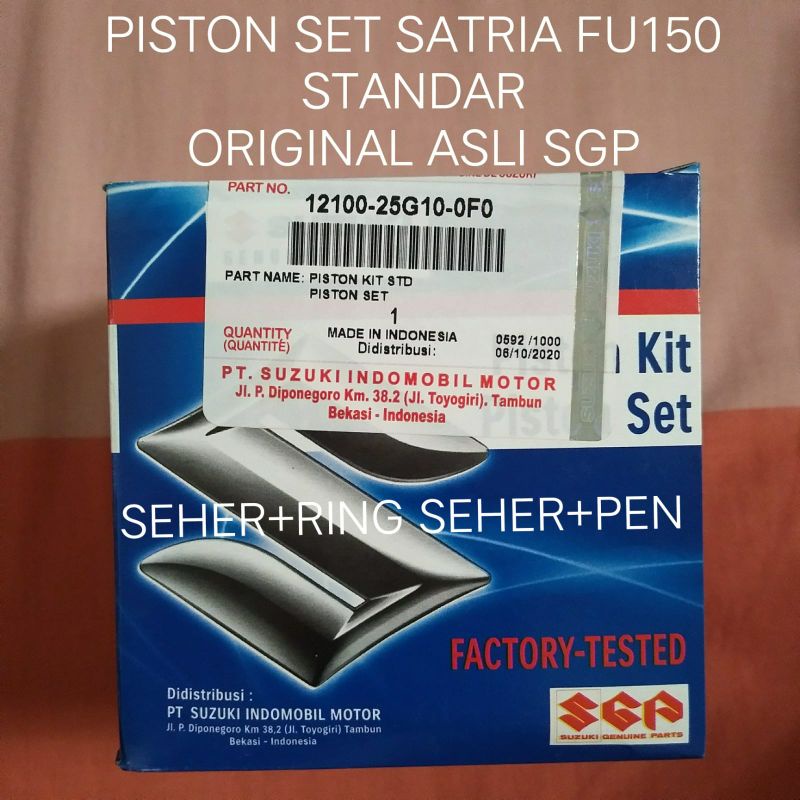 PISTON SET SATRIA FU150
STANDAR
ORIGINAL ASLI SGP
PART NO.
12100-25G10-0F0
PART NAME: PISTON KIT STD
PISTON SET
1
QUANTITY
(QUANTITÉ)
MADE IN INDONESIA
Didistribusi:
0592 /1000
06/10/2020
PT. SUZUKI INDOMOBIL MOTOR
Jl. P. Diponegoro Km. 38.2 (Jl. Toyogiri). Tambun
Bekasi - Indonesia
Kit
Set
SEHER+RING SEHER+PEN
FACTORY-TESTED
Didistribusi :
PT SUZUKI INDOMOBIL MOTOR
Jl. P. Diponegoro Km 38,2 (Jl. Toyogiri) Tambun
Bekasi - Indonesia
SGP
SUZUKI GENUINE PARTS